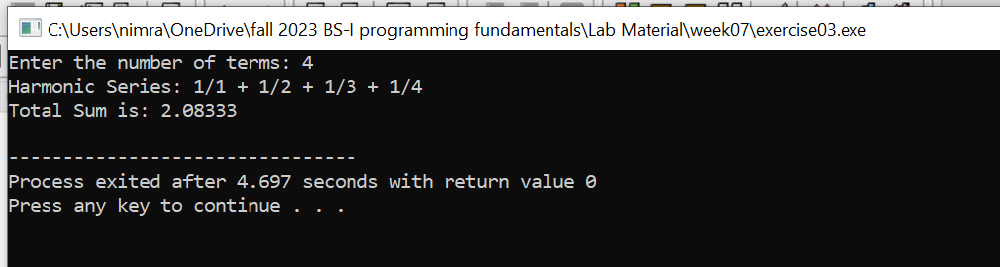 C:\Users\nimra\OneDrive\fall 2023 BS-I programming fundamentals\Lab Material\week07\exercise03.exe
Enter the number of terms: 4
Harmonic Series: 1/1 + 1/2 + 1/3 + 1/4
Total Sum is: 2.08333
--------------------------------
Process exited after 4.697 seconds with return value 0
Press any key to continue . . .